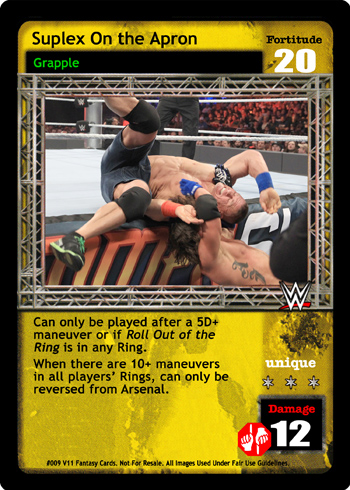 Suplex On the Apron
Fortitude
20
Grapple
W
Can only be played after a 5D+
maneuver or if Roll Out of the
Ring is in any Ring.
When there are 10+ maneuvers
in all players' Rings, can only be
reversed from Arsenal.
unique
Damage
12
#009 V11 Fantasy Cards. Not For Resale. All Images Used Under Fair Use Guidelines.